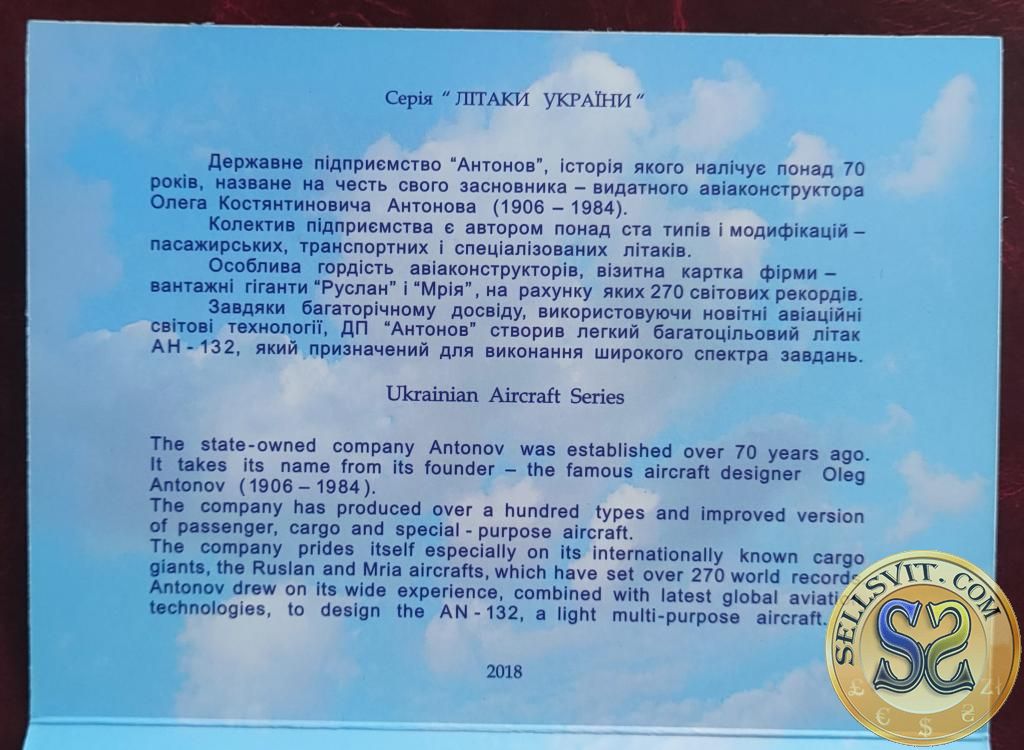 Серія " ЛІТАКИ УКРАЇНИ "
Державне підприємство "Антонов", історія якого налічує понад 70
років, назване на честь свого засновника – видатного авіаконструктора
Олега Костянтиновича Антонова (1906 – 1984).
Колектив підприємства є автором понад ста типів і модифікацій –
пасажирських, транспортних і спеціалізованих літаків.
Особлива гордість авіаконструкторів, візитна картка фірми –
вантажні гіганти "Руслан" і "Мрія", на рахунку яких 270 світових рекордів.
Завдяки багаторічному досвіду, використовуючи новітні авіаційні
світові технології, ДП "Антонов" створив легкий багатоцільовий літак
АН - 132, який призначений для виконання широкого спектра завдань.
Ukrainian Aircraft Series
The state-owned company Antonov was established over 70 years ago.
It takes its name from its founder – the famous aircraft designer Oleg
Antonov (1906 – 1984).
The company has produced over a hundred types and improved version
of passenger, cargo and special - purpose aircraft.
The company prides itself especially on its internationally known cargo
giants, the Ruslan and Mria aircrafts, which have set over 270 world records
Antonov drew on its wide experience, combined with latest global aviati
technologies, to design the AN - 132, a light multi-purpose aircraft.
2018
SELLSVIT.COM
SS
£ € $ ₴ Zł